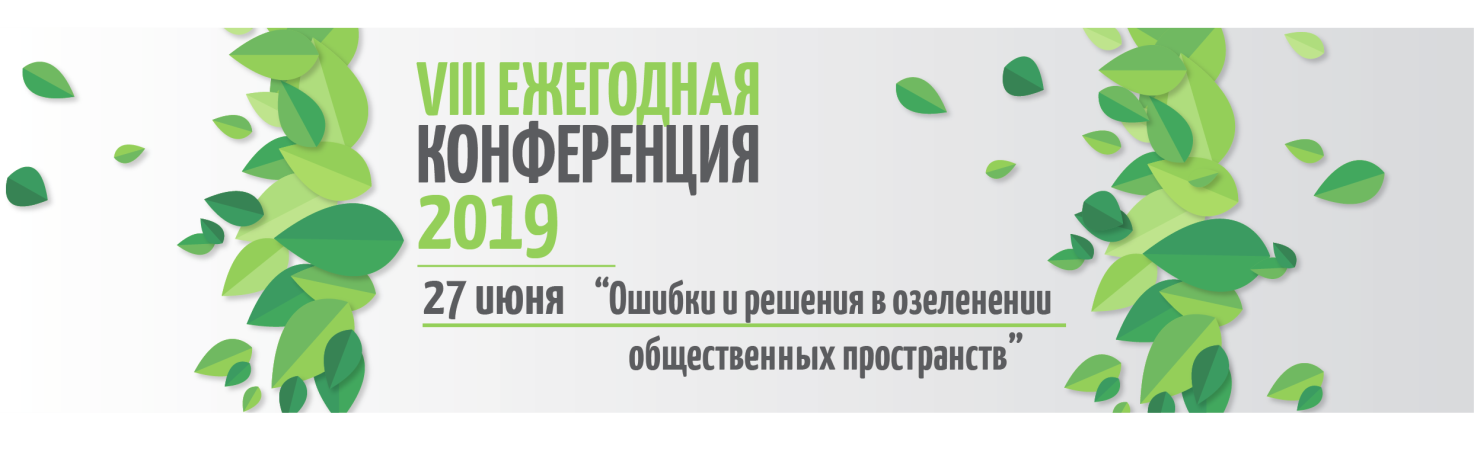 VIII ЕЖЕГОДНАЯ
КОНФЕРЕНЦИЯ
2019
27 июня “Ошибки и решения в озеленении
общественных пространств”